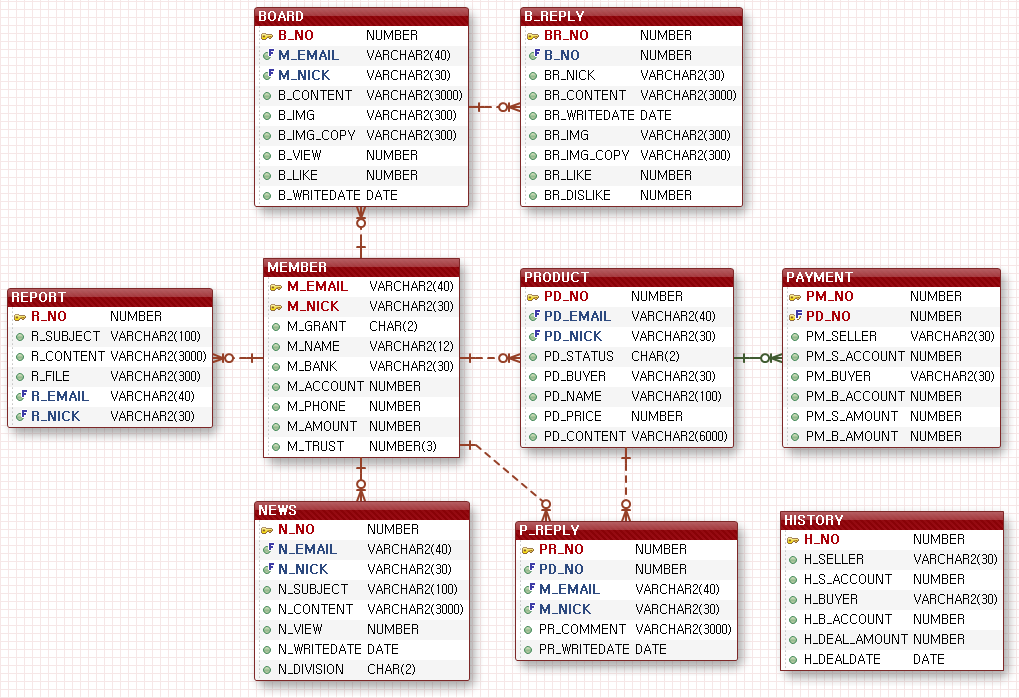 BOARD
B_NO NUMBER
M_EMAIL VARCHAR2(40)
M_NICK VARCHAR2(30)
B_CONTENT VARCHAR2(3000)
B_IMG VARCHAR2(300)
B_IMG_COPY VARCHAR2(300)
B_VIEW NUMBER
B_LIKE NUMBER
B_WRITEDATE DATE
B_REPLY
BR_NO NUMBER
B_NO NUMBER
BR_NICK VARCHAR2(30)
BR_CONTENT VARCHAR2(3000)
BR_WRITEDATE DATE
BR_IMG VARCHAR2(300)
BR_IMG_COPY VARCHAR2(300)
BR_LIKE NUMBER
BR_DISLIKE NUMBER
REPORT
R_NO NUMBER
R_SUBJECT VARCHAR2(100)
R_CONTENT VARCHAR2(3000)
R_FILE VARCHAR2(300)
R_EMAIL VARCHAR2(40)
R_NICK VARCHAR2(30)
MEMBER
M_EMAIL VARCHAR2(40)
M_NICK VARCHAR2(30)
M_GRANT CHAR(2)
M_NAME VARCHAR2(12)
M_BANK VARCHAR2(30)
M_ACCOUNT NUMBER
M_PHONE NUMBER
M_AMOUNT NUMBER
M_TRUST NUMBER(3)
PRODUCT
PD_NO NUMBER
PD_EMAIL VARCHAR2(40)
PD_NICK VARCHAR2(30)
PD_STATUS CHAR(2)
PD_BUYER VARCHAR2(30)
PD_NAME VARCHAR2(100)
PD_PRICE NUMBER
PD_CONTENT VARCHAR2(6000)
PAYMENT
PM_NO NUMBER
PD_NO NUMBER
PM_SELLER VARCHAR2(30)
PM_S_ACCOUNT NUMBER
PM_BUYER VARCHAR2(30)
PM_B_ACCOUNT NUMBER
PM_S_AMOUNT NUMBER
PM_B_AMOUNT NUMBER
NEWS
N_NO NUMBER
N_EMAIL VARCHAR2(40)
N_NICK VARCHAR2(30)
N_SUBJECT VARCHAR2(100)
N_CONTENT VARCHAR2(3000)
N_VIEW NUMBER
N_WRITEDATE DATE
N_DIVISION CHAR(2)
P_REPLY
PR_NO NUMBER
PD_NO NUMBER
M_EMAIL VARCHAR2(40)
M_NICK VARCHAR2(30)
PR_COMMENT VARCHAR2(3000)
PR_WRITEDATE DATE
HISTORY
H_NO NUMBER
H_SELLER VARCHAR2(30)
H_S_ACCOUNT NUMBER
H_BUYER VARCHAR2(30)
H_B_ACCOUNT NUMBER
H_DEAL_AMOUNT NUMBER
H_DEALDATE DATE